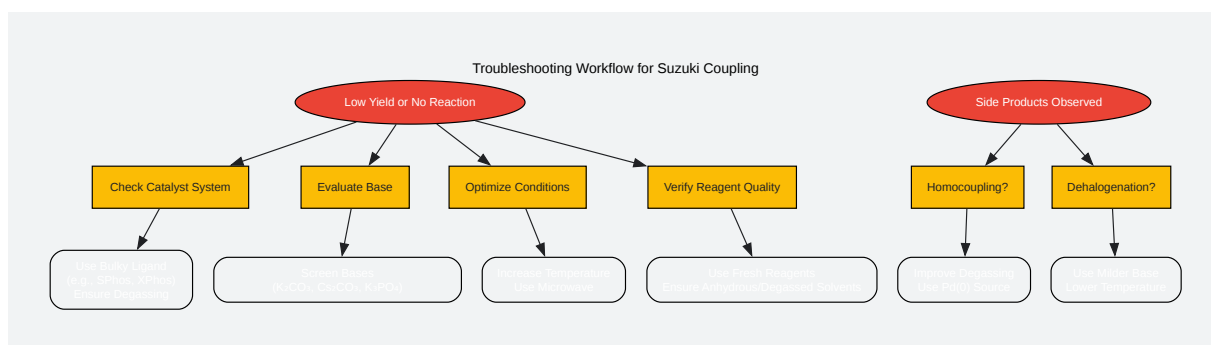 Troubleshooting Workflow for Suzuki Coupling
Low Yield or No Reaction
Side Products Observed
Check Catalyst System
Evaluate Base
Optimize Conditions
Verify Reagent Quality
Homocoupling?
Dehalogenation?
Use Bulky Ligand
(e.g., SPhos, XPhos)
Ensure Degassing
Screen Bases
(K₂CO₃, Cs₂CO₃, K₃PO₄)
Increase Temperature
Use Microwave
Use Fresh Reagents
Ensure Anhydrous/Degassed Solvents
Improve Degassing
Use Pd(0) Source
Use Milder Base
Lower Temperature